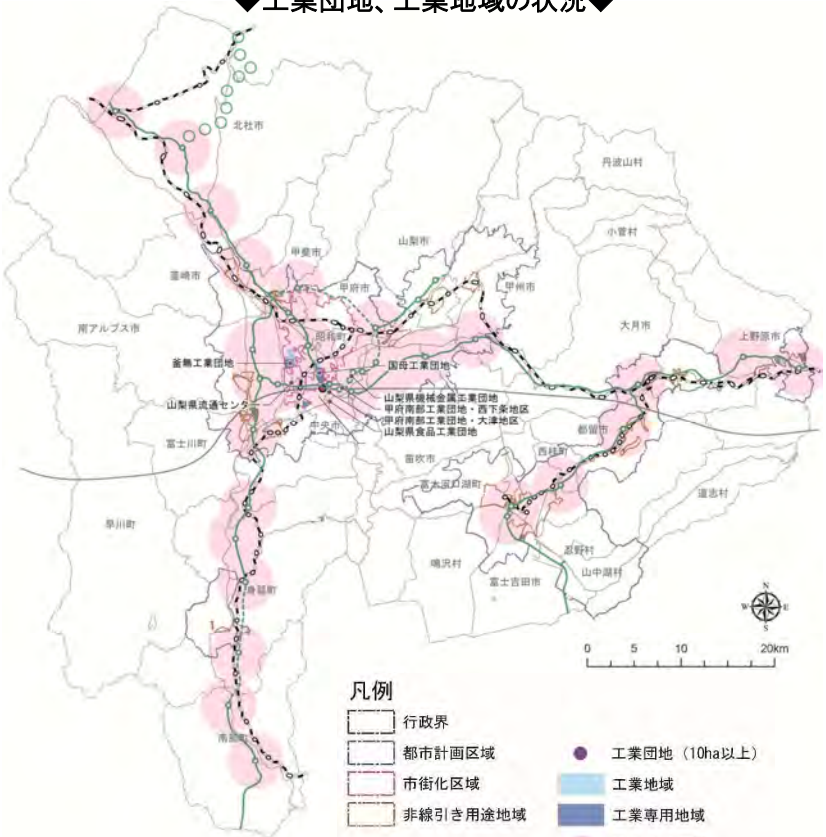 ◆工業団地、工業地域の状況◆
北杜市
丹波山村
小菅村
山梨市
甲斐市
甲府市
甲州市
韮崎市
大月市
上野原市
南アルプス市
昭和町
釜無工業団地
国母工業団地
山梨県流通センター
山梨県機械金属工業団地
甲府南部工業団地・西下条地区
甲府南部工業団地・大津地区
山梨県食品工業団地
中央市
都留市
富士川町
笛吹市
西桂町
富士河口湖町
道志村
早川町
鳴沢村
忍野村
山中湖村
富士吉田市
身延町
南部町
N
W
E
S
0 5 10 20km
凡例
行政界
都市計画区域
市街化区域
非線引き用途地域
工業団地（10ha以上）
工業地域
工業専用地域